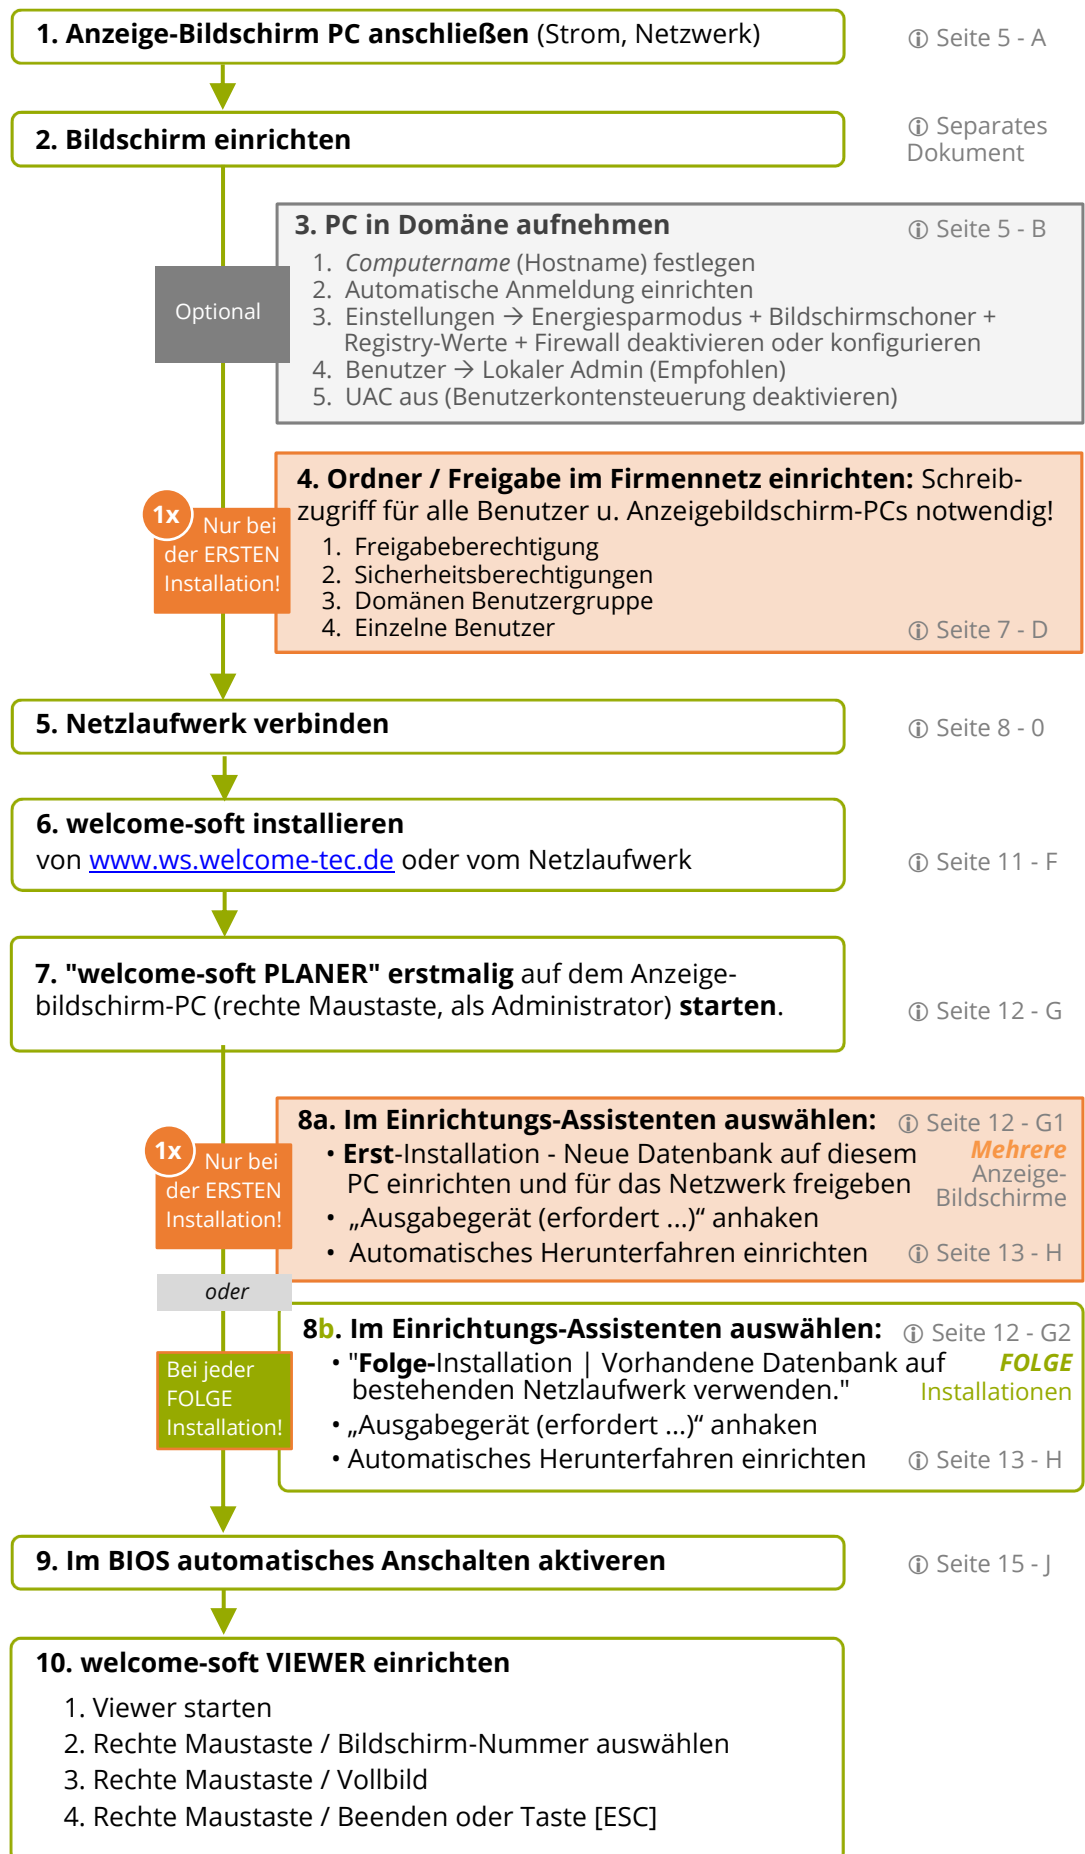 1. Anzeige-Bildschirm PC anschließen (Strom, Netzwerk)
🛈 Seite 5 - A
2. Bildschirm einrichten
🛈 Separates
Dokument
Optional
3. PC in Domäne aufnehmen
🛈 Seite 5 - B
1. Computername (Hostname) festlegen
2. Automatische Anmeldung einrichten
3. Einstellungen → Energiesparmodus + Bildschirmschoner +
Registry-Werte + Firewall deaktivieren oder konfigurieren
4. Benutzer → Lokaler Admin (Empfohlen)
5. UAC aus (Benutzerkontensteuerung deaktivieren)
1x
Nur bei
der ERSTEN
Installation!
4. Ordner / Freigabe im Firmennetz einrichten: Schreib-
zugriff für alle Benutzer u. Anzeigebildschirm-PCs notwendig!
1. Freigabeberechtigung
2. Sicherheitsberechtigungen
3. Domänen Benutzergruppe
4. Einzelne Benutzer
🛈 Seite 7 - D
5. Netzlaufwerk verbinden
🛈 Seite 8 - 0
6. welcome-soft installieren
von www.ws.welcome-tec.de oder vom Netzlaufwerk
🛈 Seite 11 - F
7. "welcome-soft PLANER" erstmalig auf dem Anzeige-
bildschirm-PC (rechte Maustaste, als Administrator) starten.
🛈 Seite 12 - G
1x
Nur bei
der ERSTEN
Installation!
8a. Im Einrichtungs-Assistenten auswählen:
🛈 Seite 12 - G1
Mehrere
Anzeige-
Bildschirme
• Erst-Installation - Neue Datenbank auf diesem
PC einrichten und für das Netzwerk freigeben
• „Ausgabegerät (erfordert ...)“ anhaken
• Automatisches Herunterfahren einrichten
🛈 Seite 13 - H
oder
Bei jeder
FOLGE
Installation!
8b. Im Einrichtungs-Assistenten auswählen:
🛈 Seite 12 - G2
FOLGE
Installationen
• "Folge-Installation | Vorhandene Datenbank auf
bestehenden Netzlaufwerk verwenden."
• „Ausgabegerät (erfordert ...)“ anhaken
• Automatisches Herunterfahren einrichten
🛈 Seite 13 - H
9. Im BIOS automatisches Anschalten aktiveren
🛈 Seite 15 - J
10. welcome-soft VIEWER einrichten
1. Viewer starten
2. Rechte Maustaste / Bildschirm-Nummer auswählen
3. Rechte Maustaste / Vollbild
4. Rechte Maustaste / Beenden oder Taste [ESC]